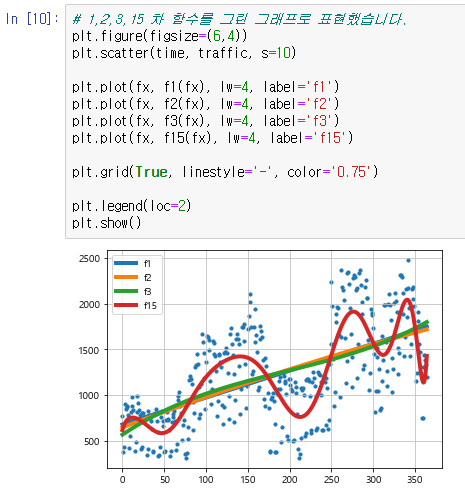 In [10]:
# 1,2,3,15 차 함수를 그린 그래프로 표현했습니다.
plt.figure(figsize=(6,4))
plt.scatter(time, traffic, s=10)
plt.plot(fx, f1(fx), lw=4, label='f1')
plt.plot(fx, f2(fx), lw=4, label='f2')
plt.plot(fx, f3(fx), lw=4, label='f3')
plt.plot(fx, f15(fx), lw=4, label='f15')
plt.grid(True, linestyle='-', color='0.75')
plt.legend(loc=2)
plt.show()
f1
f2
f3
f15
2500
2000
1500
1000
500
0 50 100 150 200 250 300 350